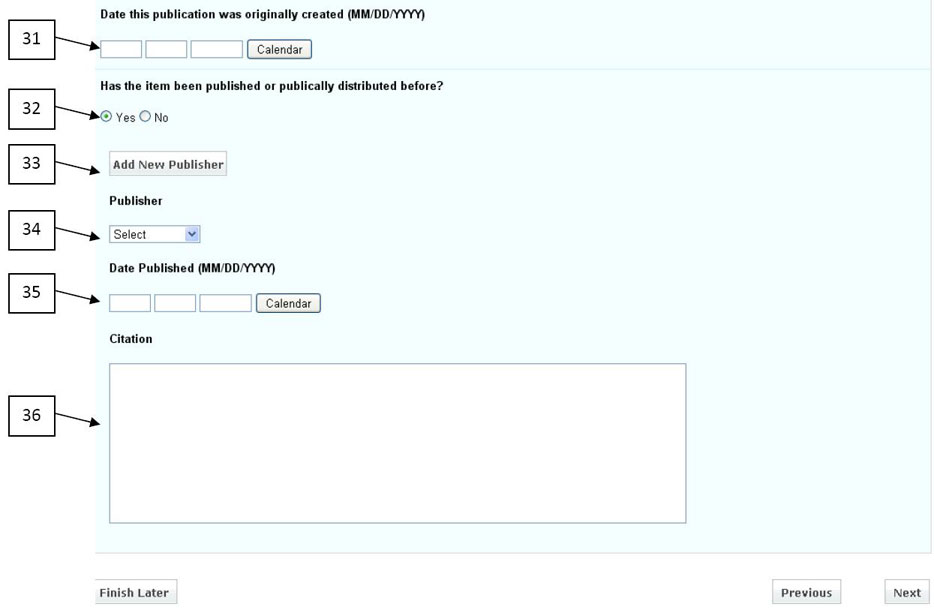 Date this publication was originally created (MM/DD/YYYY)
31
Calendar
Has the item been published or publically distributed before?
32
Yes No
33
Add New Publisher
Publisher
34
Select
Date Published (MM/DD/YYYY)
35
Calendar
Citation
36
Finish Later Previous Next